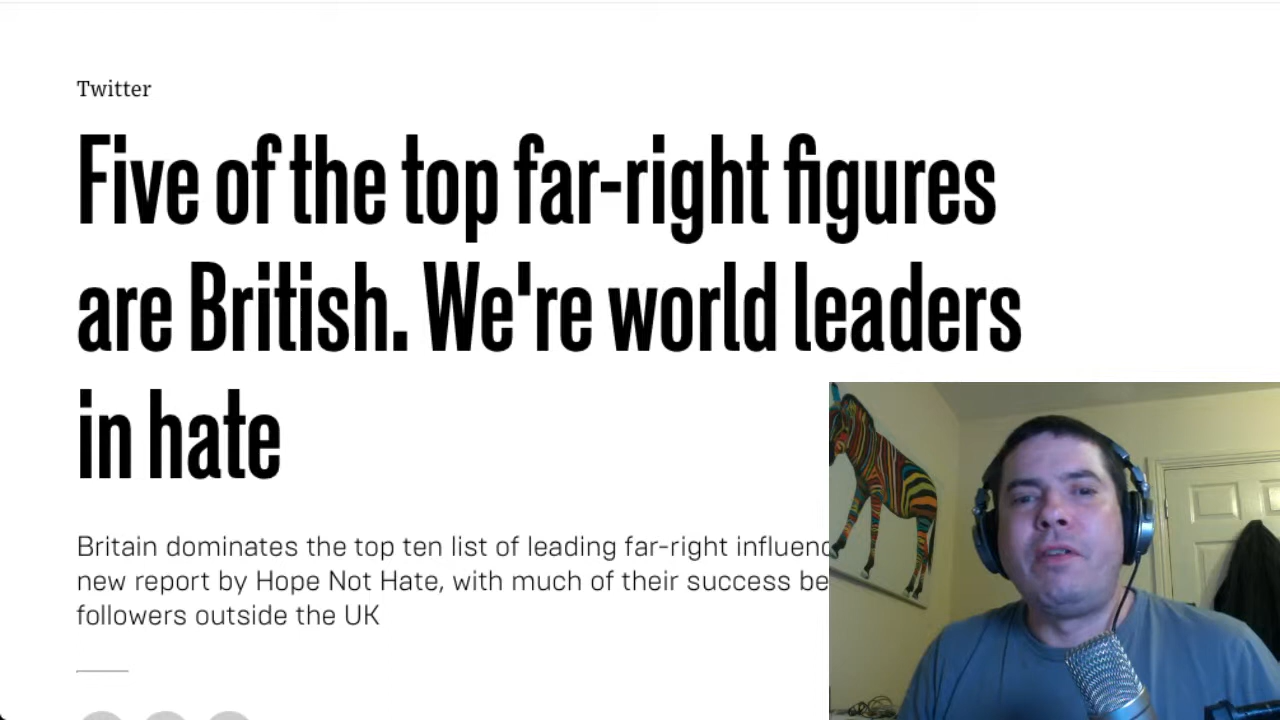 Twitter
Five of the top far-right figures
are British. We're world leaders
in hate
Britain dominates the top ten list of leading far-right
new report by Hope Not Hate, with much of their success
followers outside the UK